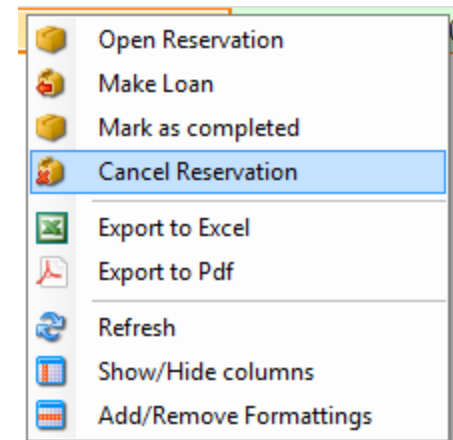 Open Reservation
Make Loan
Mark as completed
Cancel Reservation
Export to Excel
Export to Pdf
Refresh
Show/Hide columns
Add/Remove Formattings